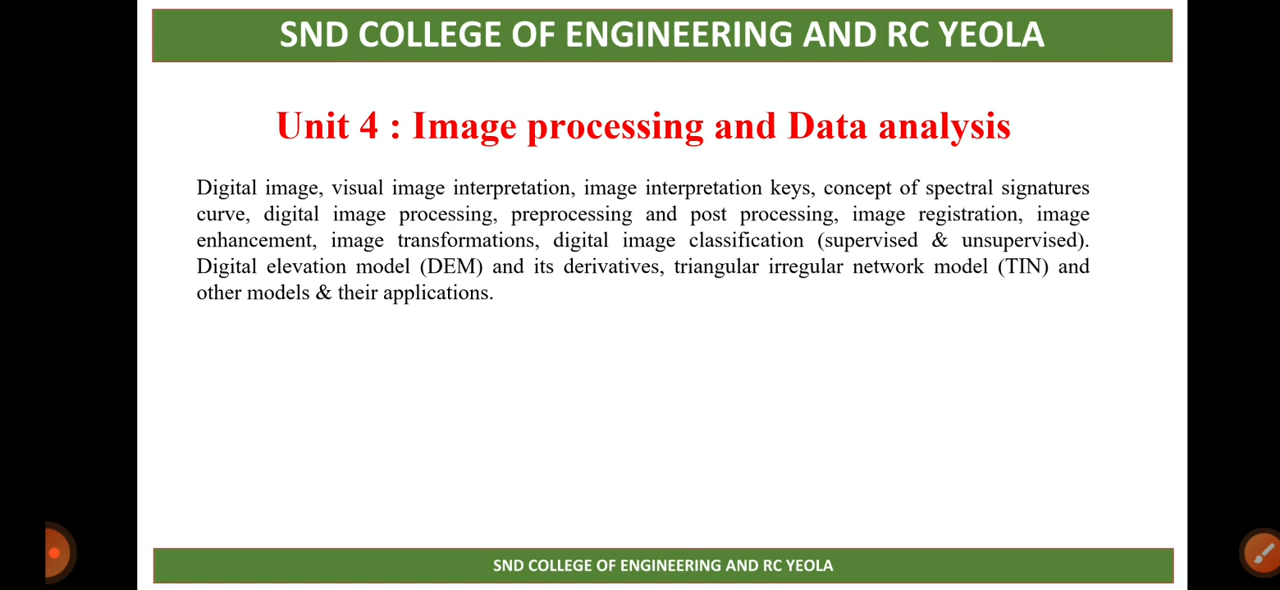 SND COLLEGE OF ENGINEERING AND RC YEOLA
Unit 4 : Image processing and Data analysis
Digital image, visual image interpretation, image interpretation keys, concept of spectral signatures
curve, digital image processing, preprocessing and post processing, image registration, image
enhancement, image transformations, digital image classification (supervised & unsupervised).
Digital elevation model (DEM) and its derivatives, triangular irregular network model (TIN) and
other models & their applications.
SND COLLEGE OF ENGINEERING AND RC YEOLA